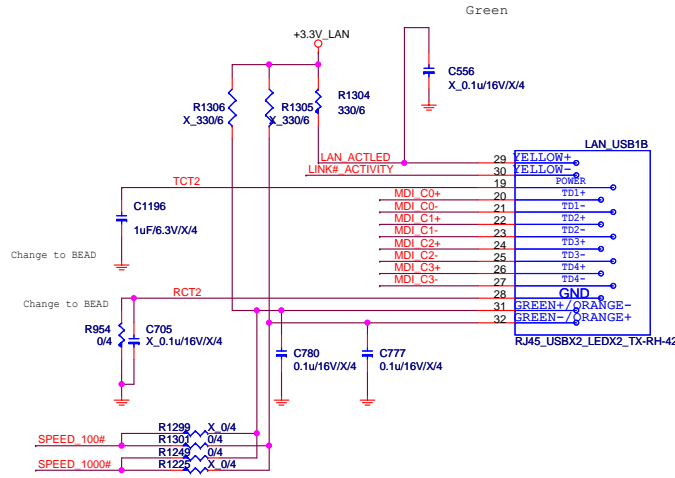 Green
+3.3V_LAN
C556
X_0.1u/16V/X/4
R1306
X_330/6
R1305
X_330/6
R1304
330/6
LAN_USB1B
LAN_ACTLED
29
YELLOW+
LINK#_ACTIVITY
30
YELLOW-
TCT2
19
POWER
MDI_C0+
20
TD1+
MDI_C0-
21
TD1-
MDI_C1+
22
TD2+
MDI_C1-
23
TD2-
MDI_C2+
24
TD3+
MDI_C2-
25
TD3-
MDI_C3+
26
TD4+
MDI_C3-
27
TD4-
RCT2
28
GND
31
GREEN+/ORANGE-
32
GREEN-/ORANGE+
RJ45_USBX2_LEDX2_TX-RH-42
C1196
1uF/6.3V/X/4
Change to BEAD
Change to BEAD
R954
0/4
C705
X_0.1u/16V/X/4
C780
0.1u/16V/X/4
C777
0.1u/16V/X/4
R1299 X_0/4
SPEED_100#
R1301 0/4
R1249 0/4
SPEED_1000#
R1225 X_0/4